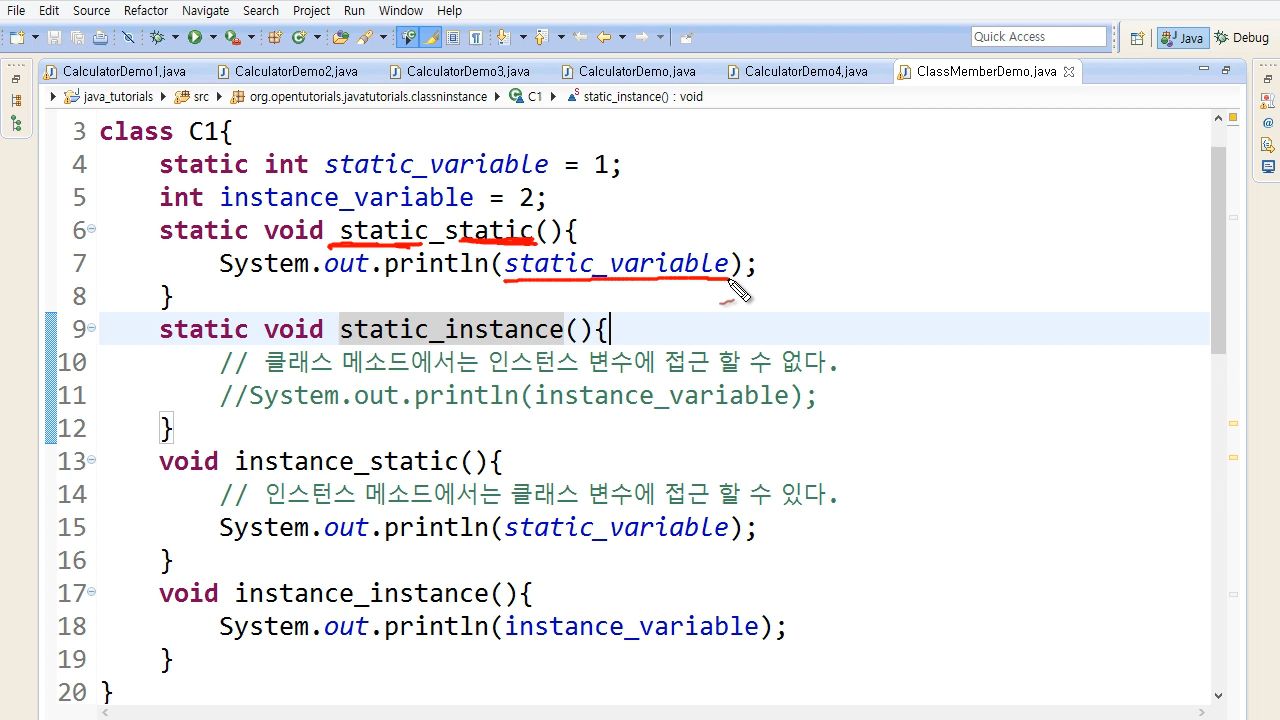 File Edit Source Refactor Navigate Search Project Run Window Help
Quick Access
Java
Debug
CalculatorDemo1.java
CalculatorDemo2.java
CalculatorDemo3.java
CalculatorDemo.java
CalculatorDemo4.java
ClassMemberDemo.java
java_tutorials
src
org.opentutorials.javatutorials.classninstance
C1
static_instance() : void
3 class C1{
4 static int static_variable = 1;
5 int instance_variable = 2;
6 static void static_static(){
7 System.out.println(static_variable);
8 }
9 static void static_instance(){
10 // 클래스 메소드에서는 인스턴스 변수에 접근 할 수 없다.
11 //System.out.println(instance_variable);
12 }
13 void instance_static(){
14 // 인스턴스 메소드에서는 클래스 변수에 접근 할 수 있다.
15 System.out.println(static_variable);
16 }
17 void instance_instance(){
18 System.out.println(instance_variable);
19 }
20 }